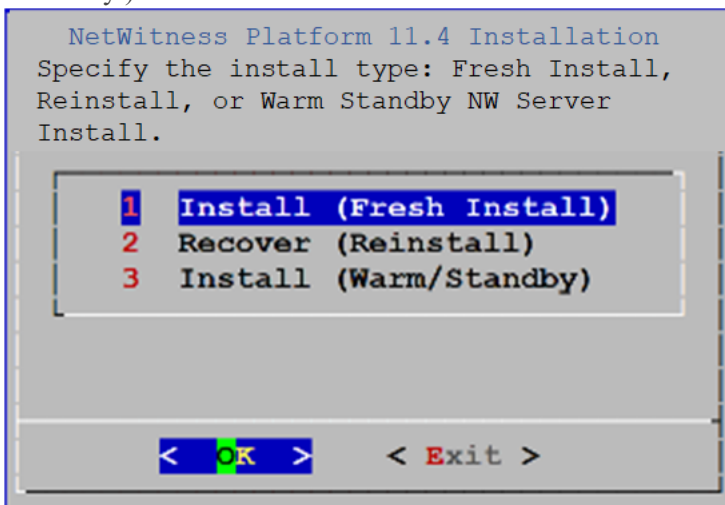 NetWitness Platform 11.4 Installation
Specify the install type: Fresh Install,
Reinstall, or Warm Standby NW Server
Install.
1 Install (Fresh Install)
2 Recover (Reinstall)
3 Install (Warm/Standby)
< OK > < Exit >